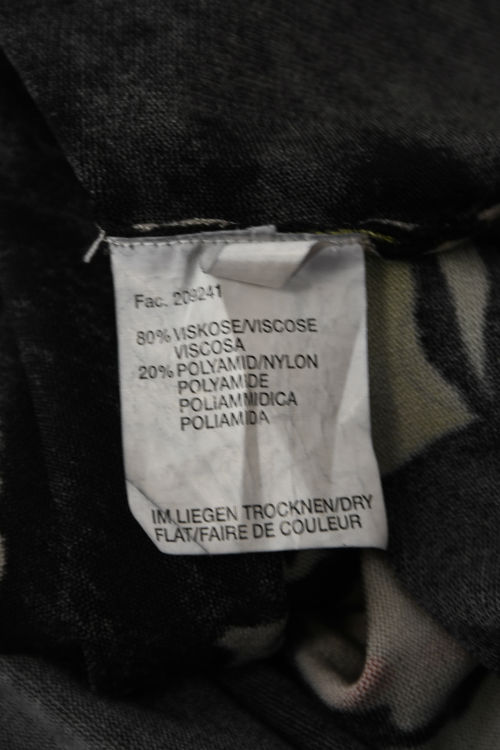 Fac. 209241
80% VISKOSE/VISCOSE
VISCOSA
20% POLYAMID/NYLON
POLYAMIDE
POLIAMMIDICA
POLIAMIDA
IM LIEGEN TROCKNEN/DRY
FLAT/FAIRE DE COULEUR